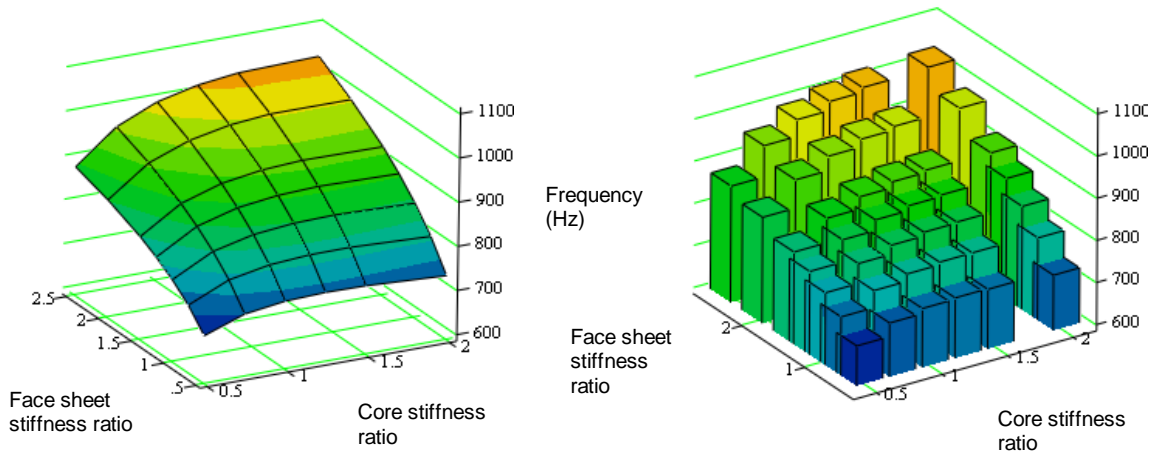 1100
1000
900
800
700
600
2.5
2
1.5
1
.5
0.5
1
1.5
2
Face sheet
stiffness ratio
Core stiffness
ratio
Frequency
(Hz)
1100
1000
900
800
700
600
2
1
0.5
1
1.5
2
Face sheet
stiffness
ratio
Core stiffness
ratio